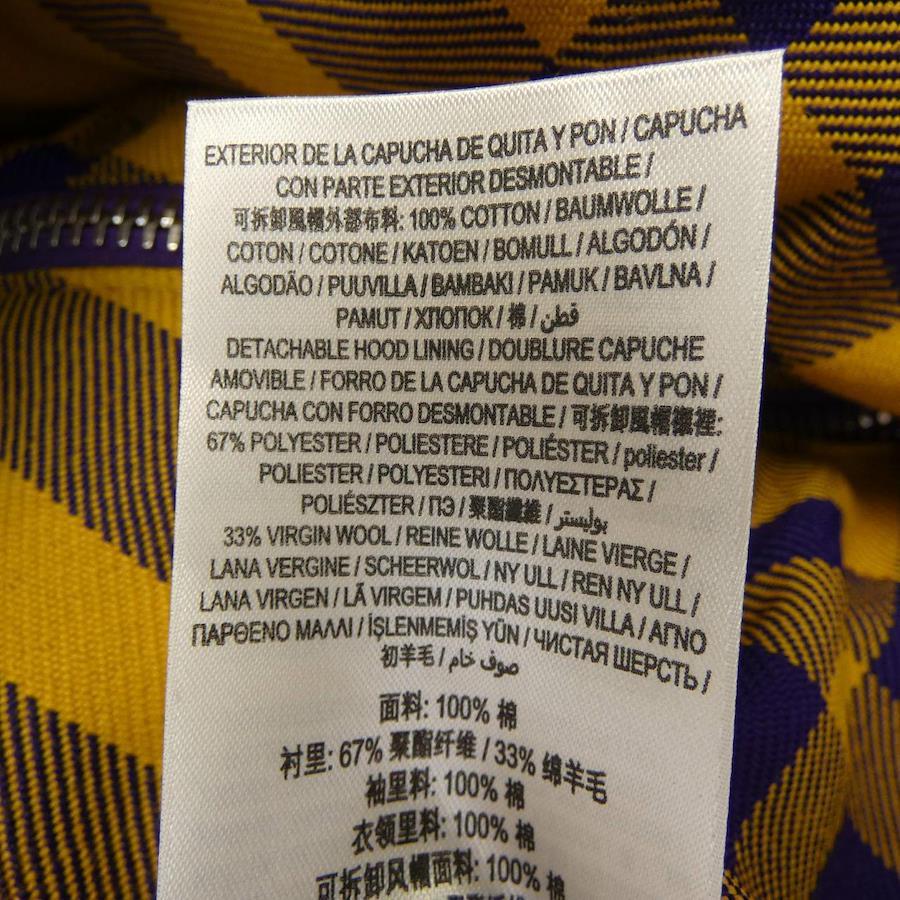 EXTERIOR DE LA CAPUCHA DE QUITA Y PON / CAPUCHA
CON PARTE EXTERIOR DESMONTABLE /
可拆卸風帽外部布料: 100% COTTON / BAUMWOLLE /
COTON / COTONE / KATOEN / BOMULL / ALGODÓN /
ALGODÃO / PUUVILLA / BAMBAKI / PAMUK / BAVLNA /
PAMUT / ХЛОПОК / 棉 / قطن
DETACHABLE HOOD LINING / DOUBLURE CAPUCHE
AMOVIBLE / FORRO DE LA CAPUCHA DE QUITA Y PON /
CAPUCHA CON FORRO DESMONTABLE / 可拆卸風帽襯裡:
67% POLYESTER / POLIESTERE / POLIÉSTER / poliester /
POLIESTER / POLYESTERI / ΠΟΛΥΕΣΤΕΡΑΣ /
POLIÉSZTER / ПЭ / 聚酯纖維 / بوليستر
33% VIRGIN WOOL / REINE WOLLE / LAINE VIERGE /
LANA VERGINE / SCHEERWOL / NY ULL / REN NY ULL /
LANA VIRGEN / LÃ VIRGEM / PUHDAS UUSI VILLA / ΑΓΝΟ
ΠΑΡΘΕΝΟ ΜΑΛΛΙ / İŞLENMEMİŞ YÜN / ЧИСТАЯ ШЕРСТЬ /
初羊毛 / صوف خام
面料: 100% 棉
衬里: 67% 聚酯纤维 / 33% 绵羊毛
袖里料: 100% 棉
衣领里料: 100% 棉
可拆卸风帽面料: 100% 棉